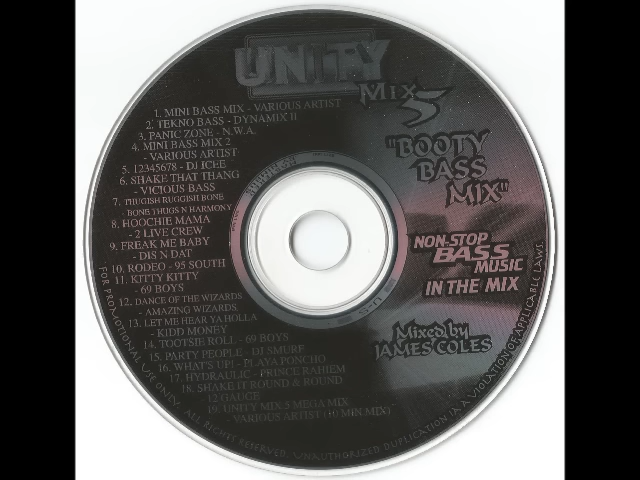 UNITY
MIX 5
"BOOTY
BASS
MIX"
NON-STOP
BASS
MUSIC
IN THE MIX
Mixed by
JAMES COLES
1. MINI BASS MIX - VARIOUS ARTIST
2. TEKNO BASS - DYNAMIX II
3. PANIC ZONE - N.W.A.
4. MINI BASS MIX 2
- VARIOUS ARTIST
5. 12345678 - DJ ICEE
6. SHAKE THAT THANG
- VICIOUS BASS
7. THUGISH RUGGISH BONE
- BONE THUGS N HARMONY
8. HOOCHIE MAMA
- 2 LIVE CREW
9. FREAK ME BABY
- DIS N DAT
10. RODEO - 95 SOUTH
11. KITTY KITTY
- 69 BOYS
12. DANCE OF THE WIZARDS
- AMAZING WIZARDS
13. LET ME HEAR YA HOLLA
- KIDD MONEY
14. TOOTSIE ROLL - 69 BOYS
15. PARTY PEOPLE - DJ SMURF
16. WHAT'S UP! - PLAYA PONCHO
17. HYDRAULIC - PRINCE RAHIEM
18. SHAKE IT ROUND & ROUND
12 GAUGE
19. UNITY MIX 5 MEGA MIX
- VARIOUS ARTIST (10 MIN MIX)
FOR PROMOTIONAL USE ONLY. ALL RIGHTS RESERVED. UNAUTHORIZED DUPLICATION IA A VIOLATION OF APPLICABLE LAWS.